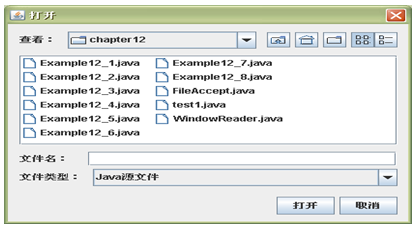 打开
查看：
chapter12
Example12_1.java
Example12_2.java
Example12_3.java
Example12_4.java
Example12_5.java
Example12_6.java
Example12_7.java
Example12_8.java
FileAccept.java
test1.java
WindowReader.java
文件名：
文件类型：
Java源文件
打开
取消